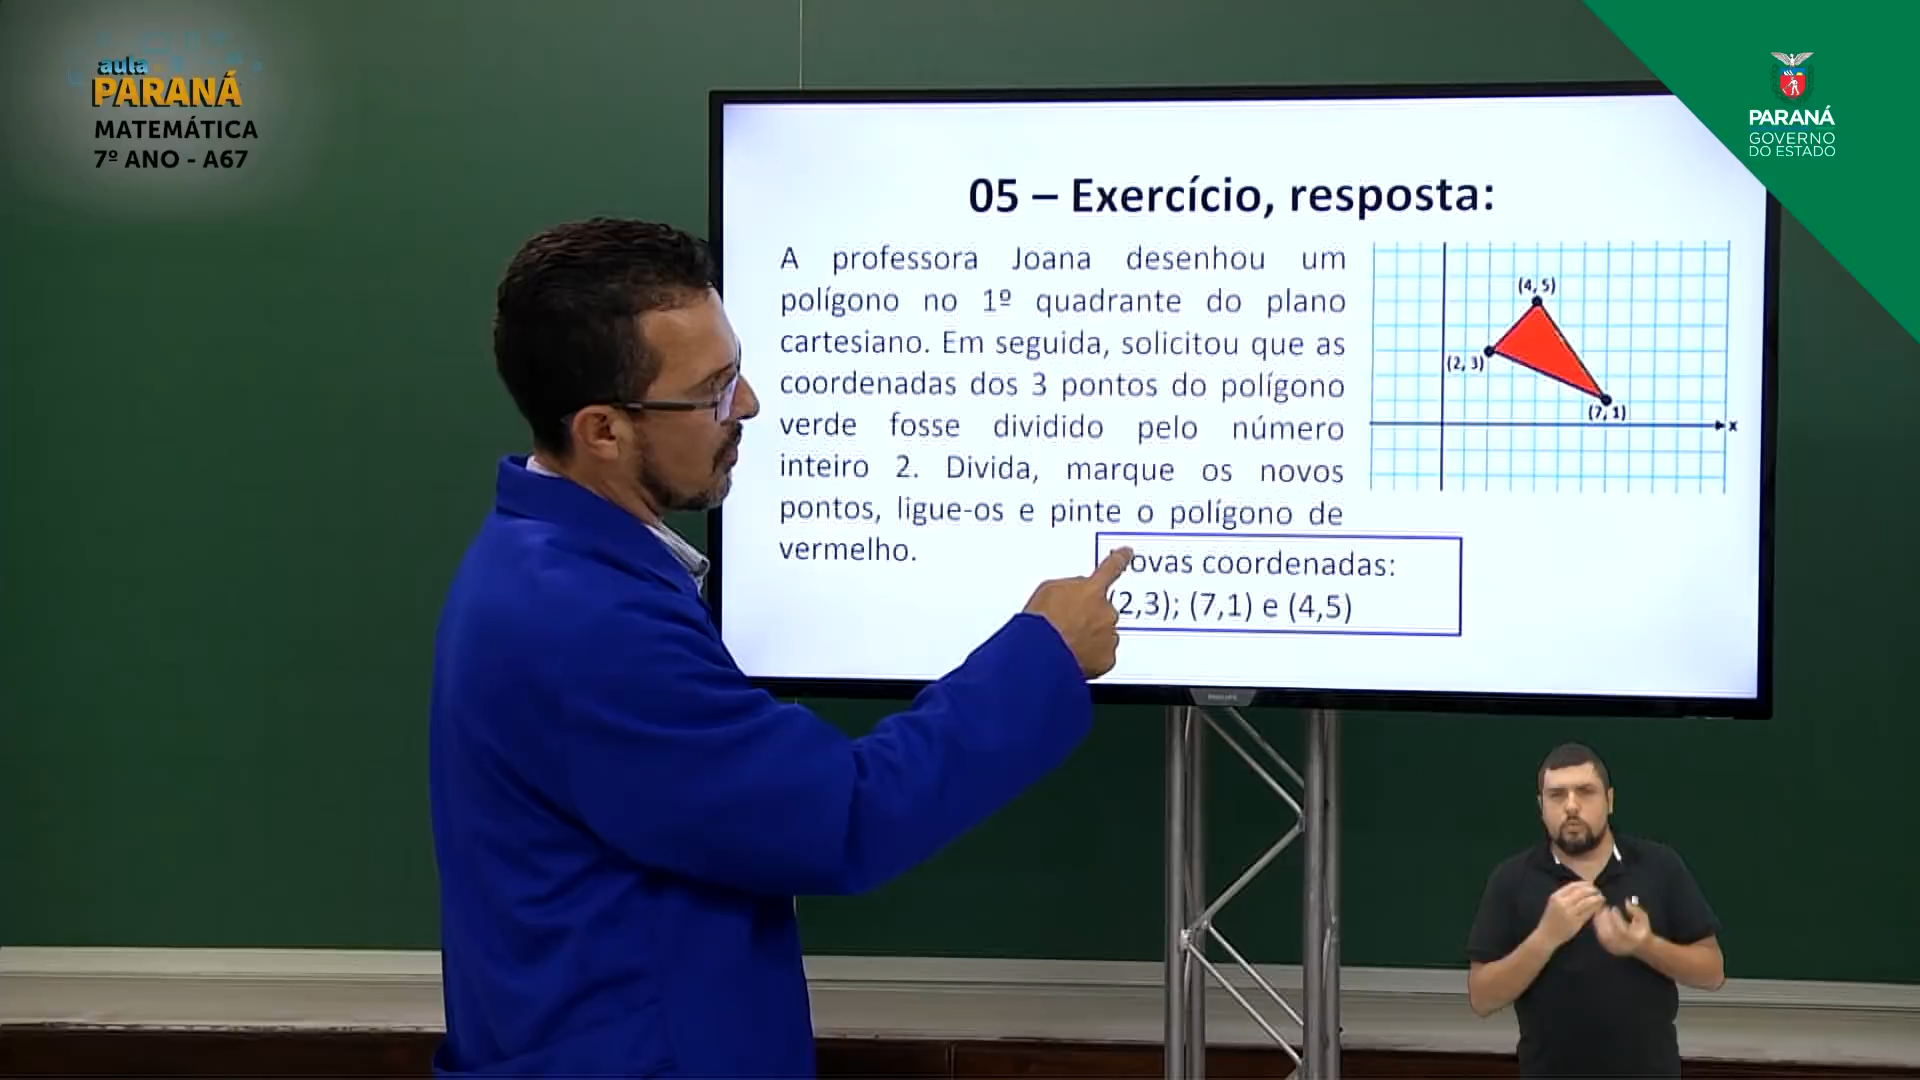 aula
PARANÁ
MATEMÁTICA
7º ANO - A67
PARANÁ
GOVERNO
DO ESTADO
05 – Exercício, resposta:
A professora Joana desenhou um
polígono no 1º quadrante do plano
cartesiano. Em seguida, solicitou que as
coordenadas dos 3 pontos do polígono
verde fosse dividido pelo número
inteiro 2. Divida, marque os novos
pontos, ligue-os e pinte o polígono de
vermelho.
(4, 5)
(2, 3)
(7, 1)
x
ovas coordenadas:
(2,3); (7,1) e (4,5)
PHILIPS